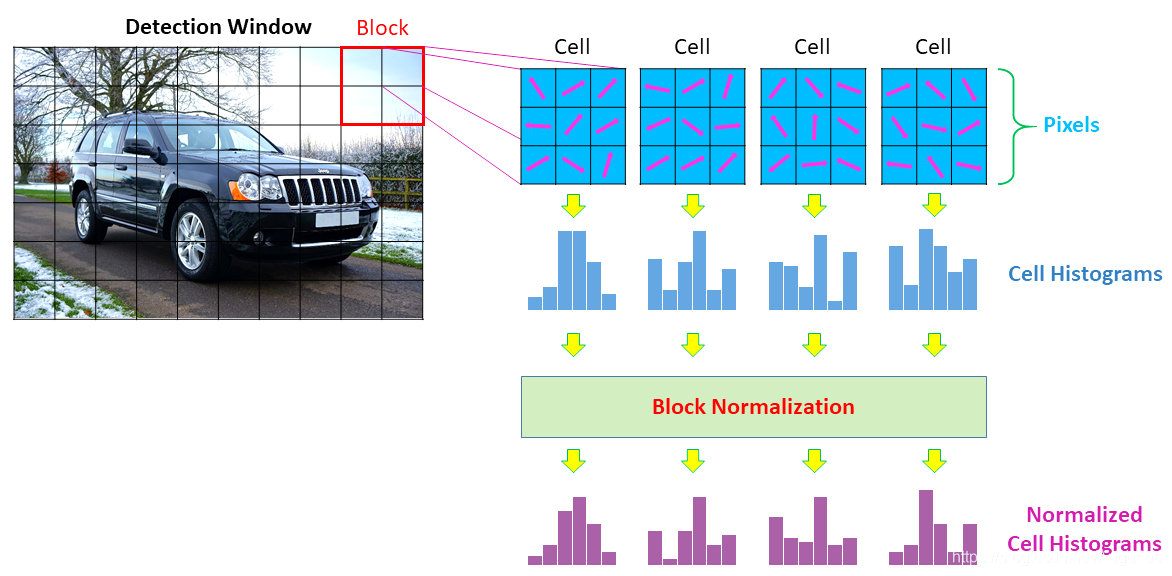 Detection Window
Block
Cell
Cell
Cell
Cell
Pixels
Cell Histograms
Block Normalization
Normalized
Cell Histograms